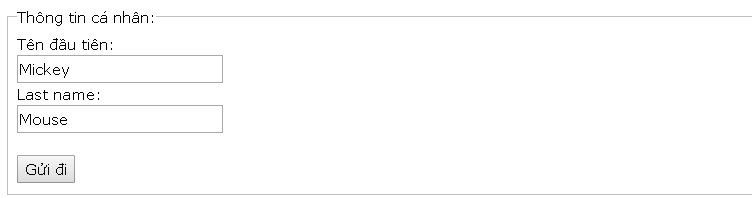 Thông tin cá nhân:
Tên đầu tiên:
Mickey
Last name:
Mouse
Gửi đi